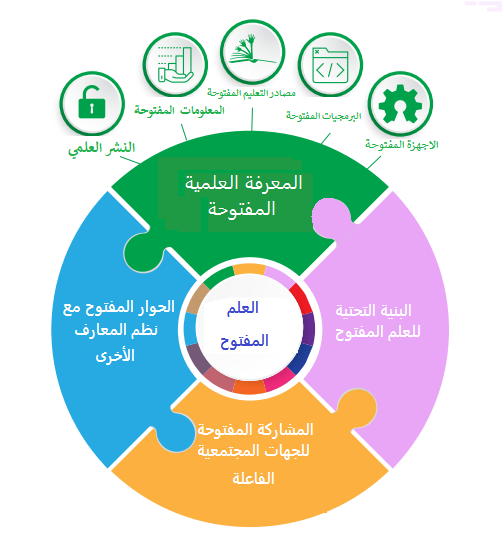 مصادر التعليم المفتوحة
المعلومات المفتوحة
البرمجيات المفتوحة
النشر العلمي
الاجهزة المفتوحة
المعرفة العلمية
المفتوحة
الحوار المفتوح مع
نظم المعارف
الأخرى
العلم
المفتوح
البنية التحتية
للعلم المفتوح
المشاركة المفتوحة
للجهات المجتمعية
الفاعلة